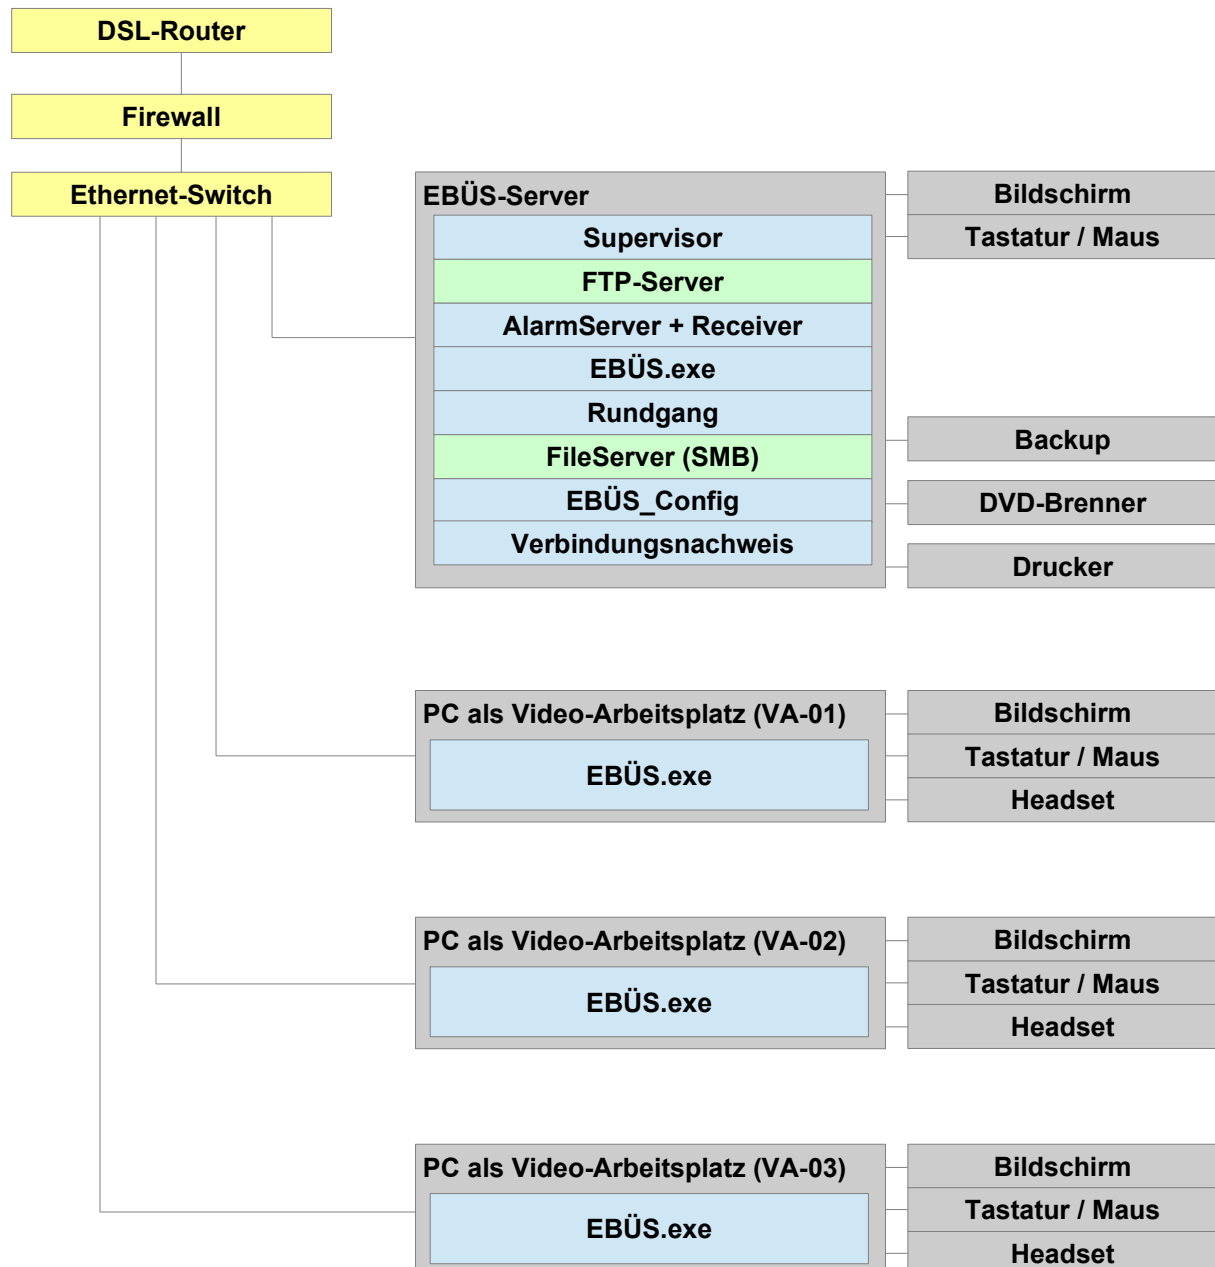 DSL-Router
Firewall
Ethernet-Switch
EBÜS-Server
Supervisor
FTP-Server
AlarmServer + Receiver
EBÜS.exe
Rundgang
FileServer (SMB)
EBÜS_Config
Verbindungsnachweis
Bildschirm
Tastatur / Maus
Backup
DVD-Brenner
Drucker
PC als Video-Arbeitsplatz (VA-01)
EBÜS.exe
Bildschirm
Tastatur / Maus
Headset
PC als Video-Arbeitsplatz (VA-02)
EBÜS.exe
Bildschirm
Tastatur / Maus
Headset
PC als Video-Arbeitsplatz (VA-03)
EBÜS.exe
Bildschirm
Tastatur / Maus
Headset